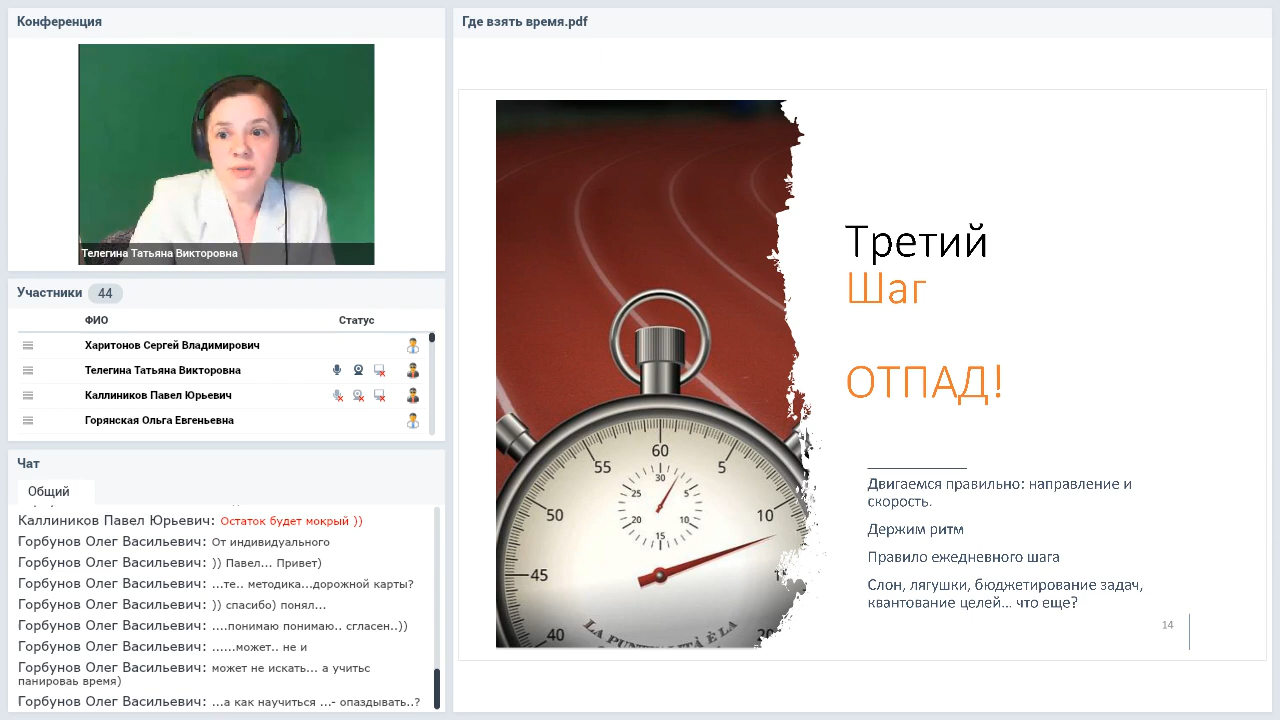 Конференция
Телегина Татьяна Викторовна
Участники 44
ФИО Статус
Харитонов Сергей Владимирович
Телегина Татьяна Викторовна
Каллиников Павел Юрьевич
Горянская Ольга Евгеньевна
Чат
Общий
Каллиников Павел Юрьевич: Остаток будет мокрый ))
Горбунов Олег Васильевич: От индивидуального
Горбунов Олег Васильевич: )) Павел... Привет)
Горбунов Олег Васильевич: ...те.. методика...дорожной карты?
Горбунов Олег Васильевич: )) спасибо) понял...
Горбунов Олег Васильевич: ....понимаю понимаю.. сгласен..))
Горбунов Олег Васильевич: ......может.. не и
Горбунов Олег Васильевич: может не искать... а учитьс
панироваь время)
Горбунов Олег Васильевич: ...а как научиться ...- опаздывать..?
Где взять время.pdf
60
55
5
50
10
45
40
20
30
25
5
20
10
15
LA PUNTUALITÀ È LA
Третий
Шаг
ОТПАД!
Двигаемся правильно: направление и
скорость.
Держим ритм
Правило ежедневного шага
Слон, лягушки, бюджетирование задач,
квантование целей... что еще?
14